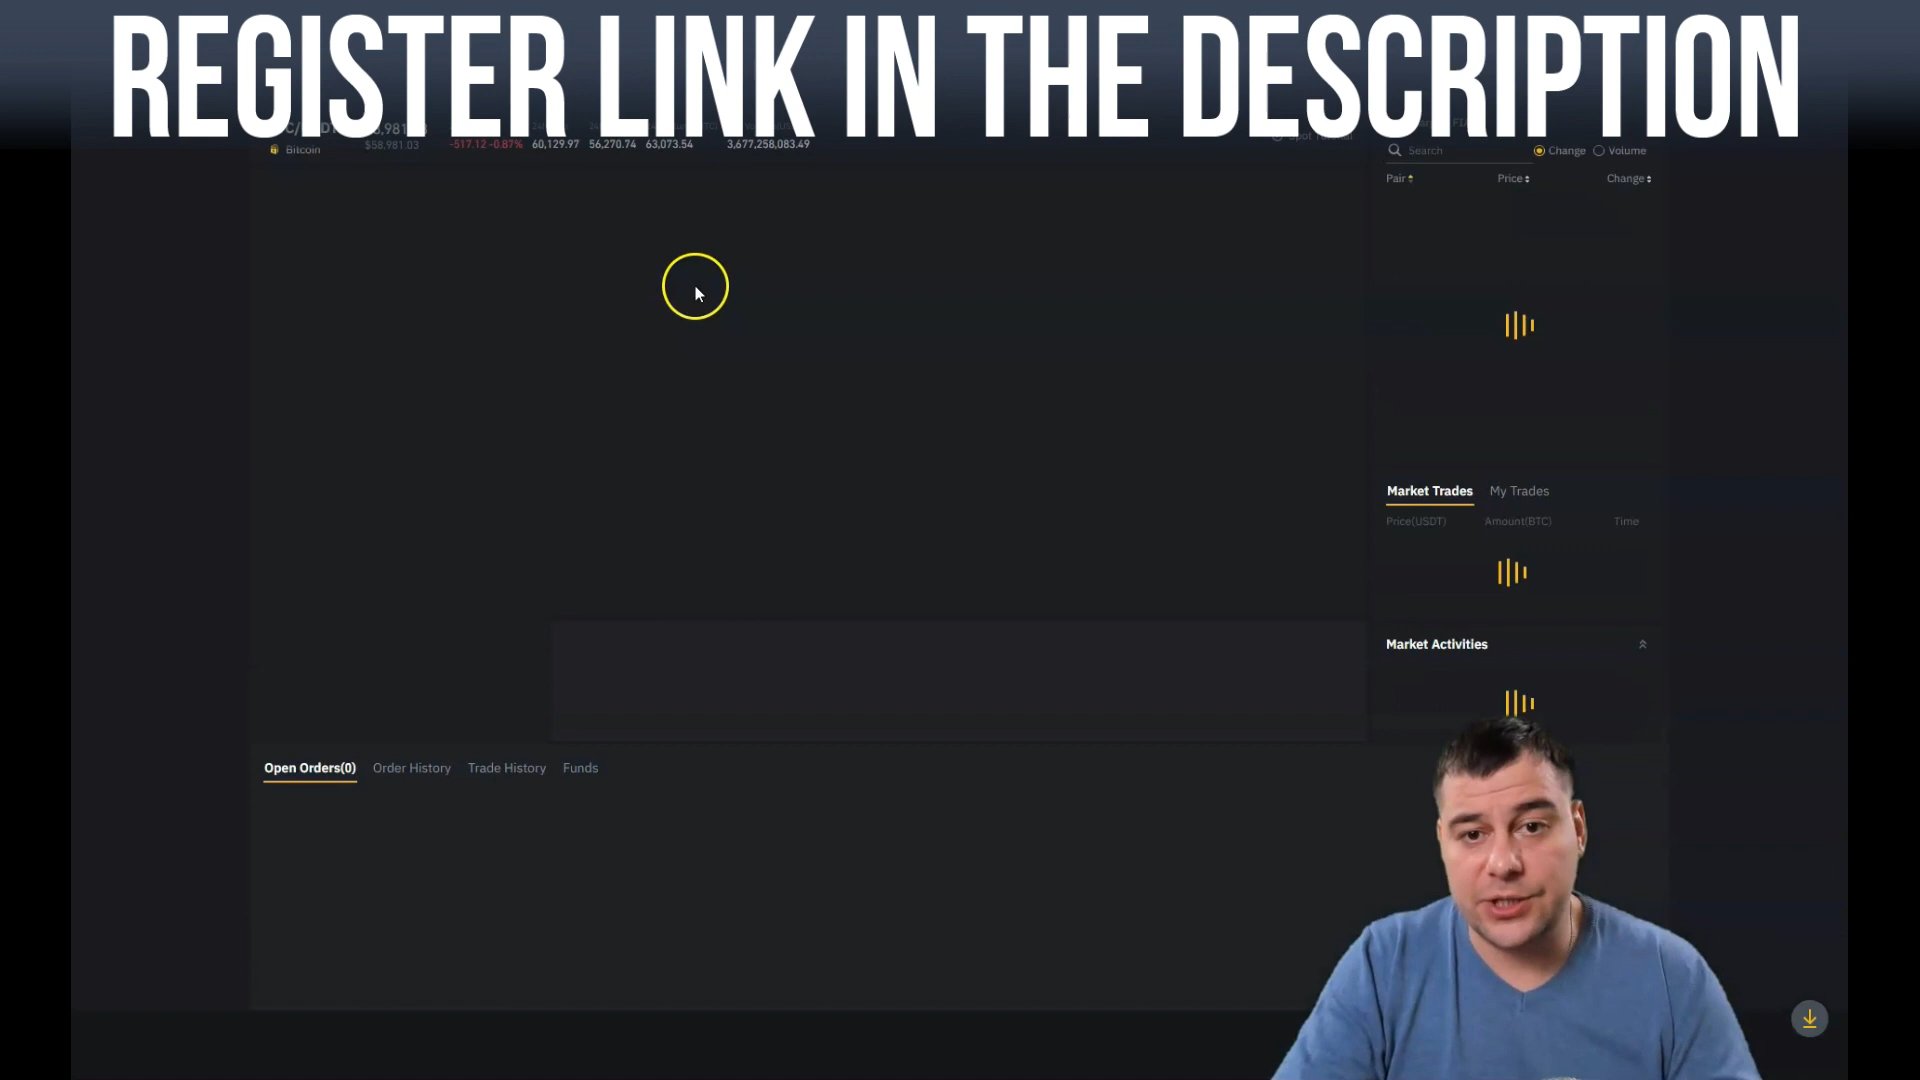 REGISTER LINK IN THE DESCRIPTION
Bitcoin
$58,981.03
-517.12 -0.87%
60,129.97
56,270.74
63,073.54
3,677,258,083.49
Search
Change
Volume
Pair
Price
Change
Market Trades
My Trades
Price(USDT)
Amount(BTC)
Time
Market Activities
Open Orders(0)
Order History
Trade History
Funds